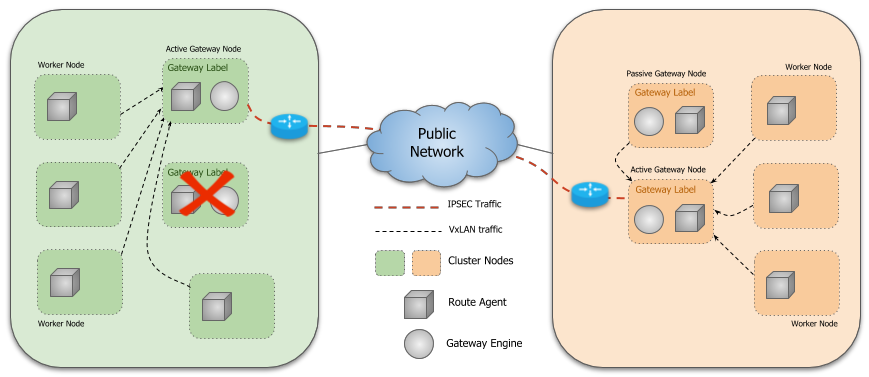 Active Gateway Node
Worker Node
Gateway Label
Gateway Label
Worker Node
Public
Network
IPSEC Traffic
VxLAN traffic
Cluster Nodes
Route Agent
Gateway Engine
Worker Node
Passive Gateway Node
Gateway Label
Active Gateway Node
Gateway Label
Worker Node